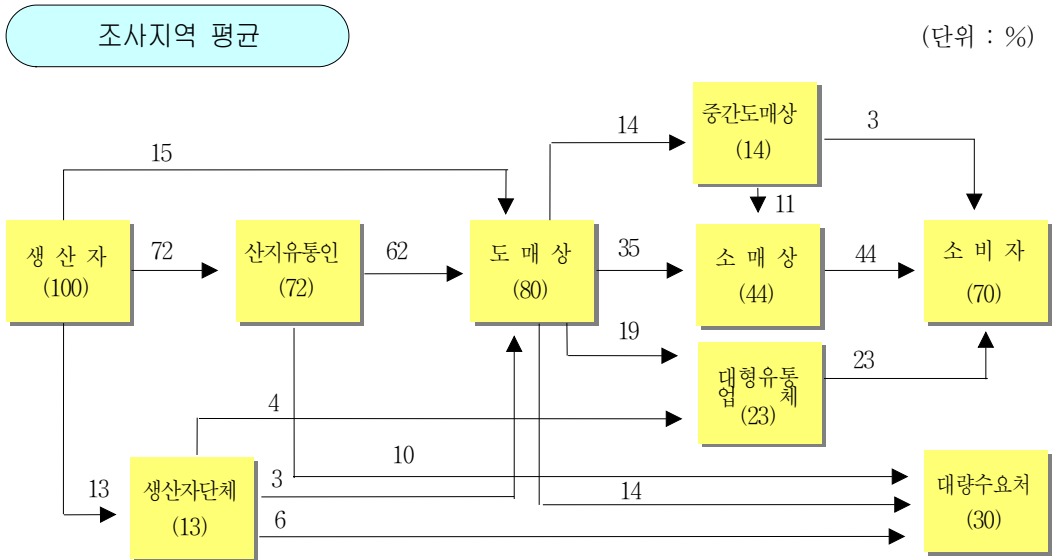 조사지역 평균
(단위 : %)
중간도매상
(14)
14
3
15
11
생 산 자
(100)
72
산지유통인
(72)
62
도 매 상
(80)
35
소 매 상
(44)
44
소 비 자
(70)
19
대형유통
업 체
(23)
23
4
10
13
생산자단체
(13)
3
14
6
대량수요처
(30)